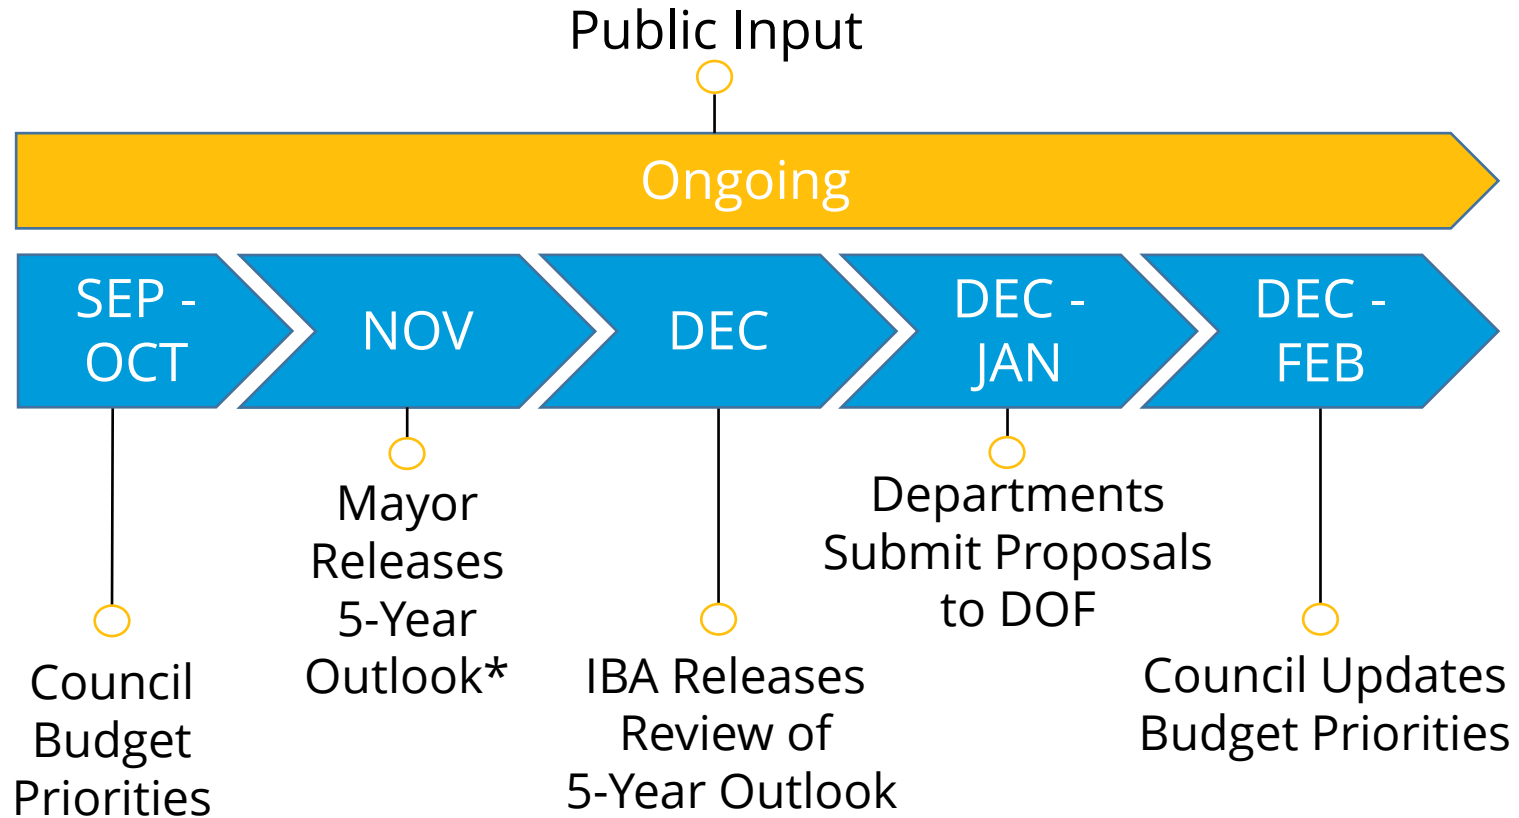 Public Input
Ongoing
SEP -
OCT
NOV
DEC
DEC -
JAN
DEC -
FEB
Council
Budget
Priorities
Mayor
Releases
5-Year
Outlook*
IBA Releases
Review of
5-Year Outlook
Departments
Submit Proposals
to DOF
Council Updates
Budget Priorities